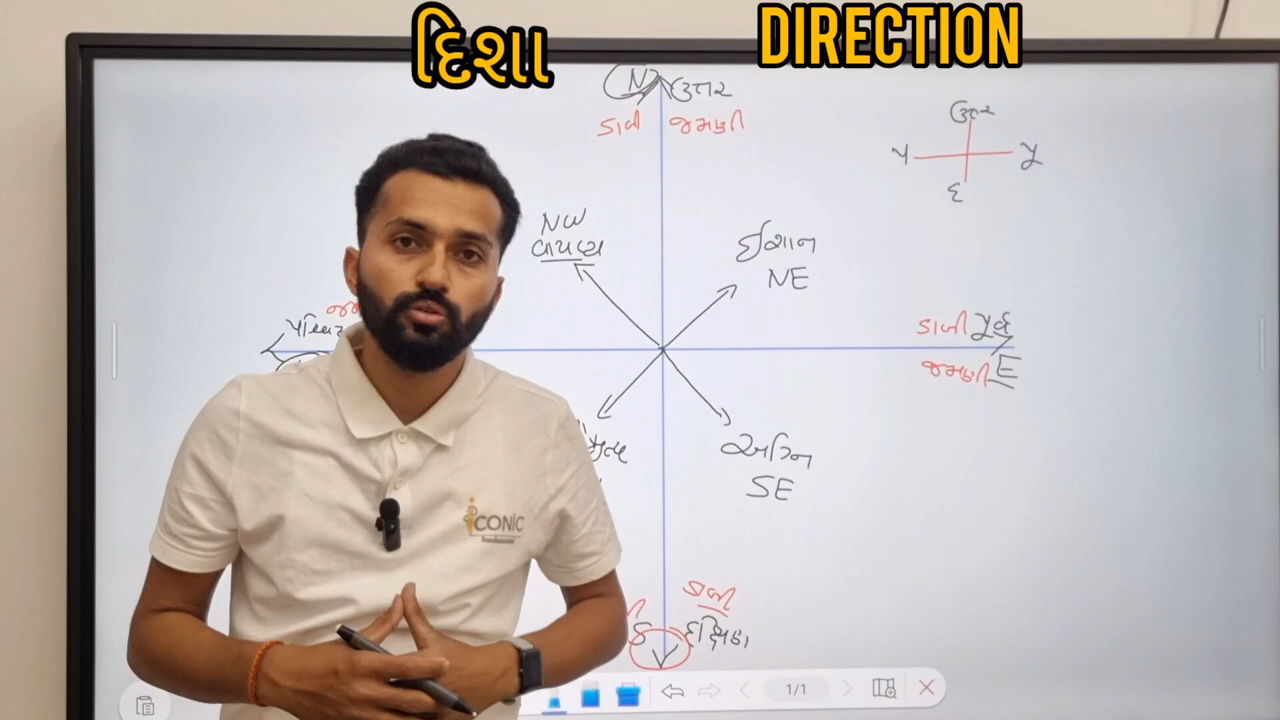 દિશા
DIRECTION
N ઉત્તર
ડાબી જમણી
ઉત્તર
પ પુ
દ
NW
વાયવ્ય
ઈશાન
NE
ડાબી પુર્વ
જમણી E
અગ્નિ
SE
ICONIC
ડાબી
દક્ષિણ
1/1